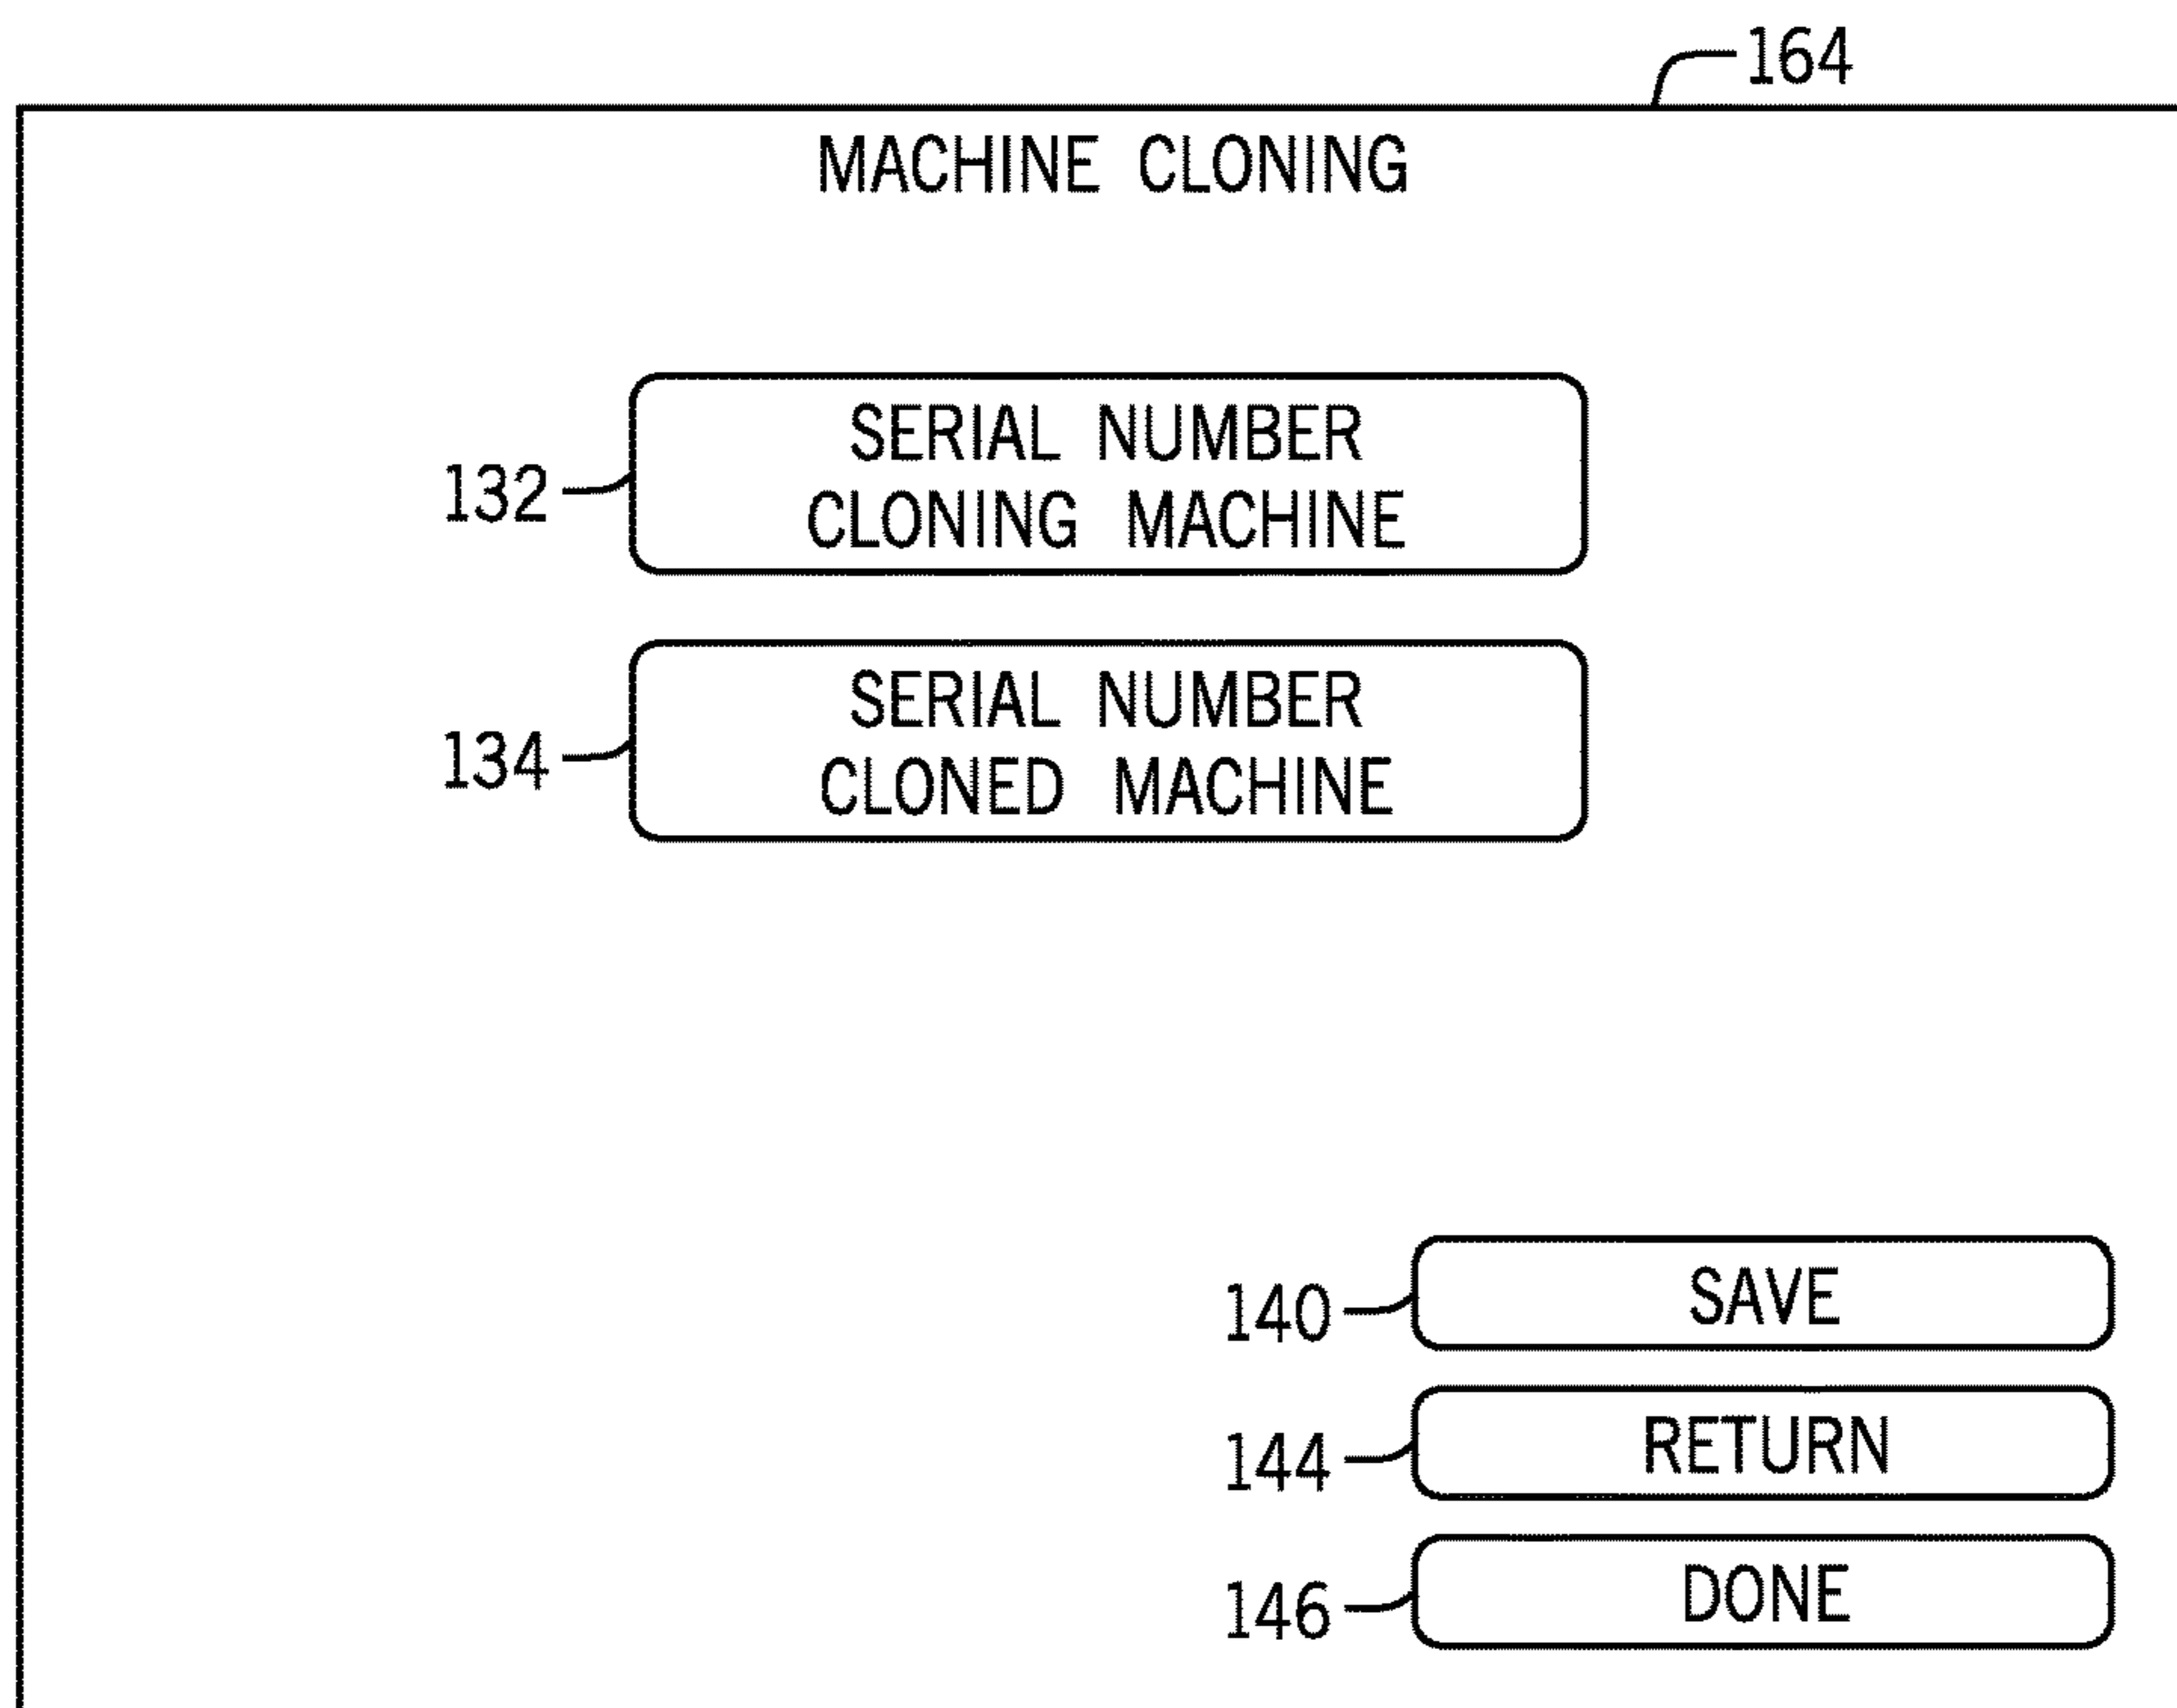 164
MACHINE CLONING
SERIAL NUMBER
132
CLONING MACHINE
SERIAL NUMBER
134
CLONED MACHINE
140
SAVE
144
RETURN
146
DONE